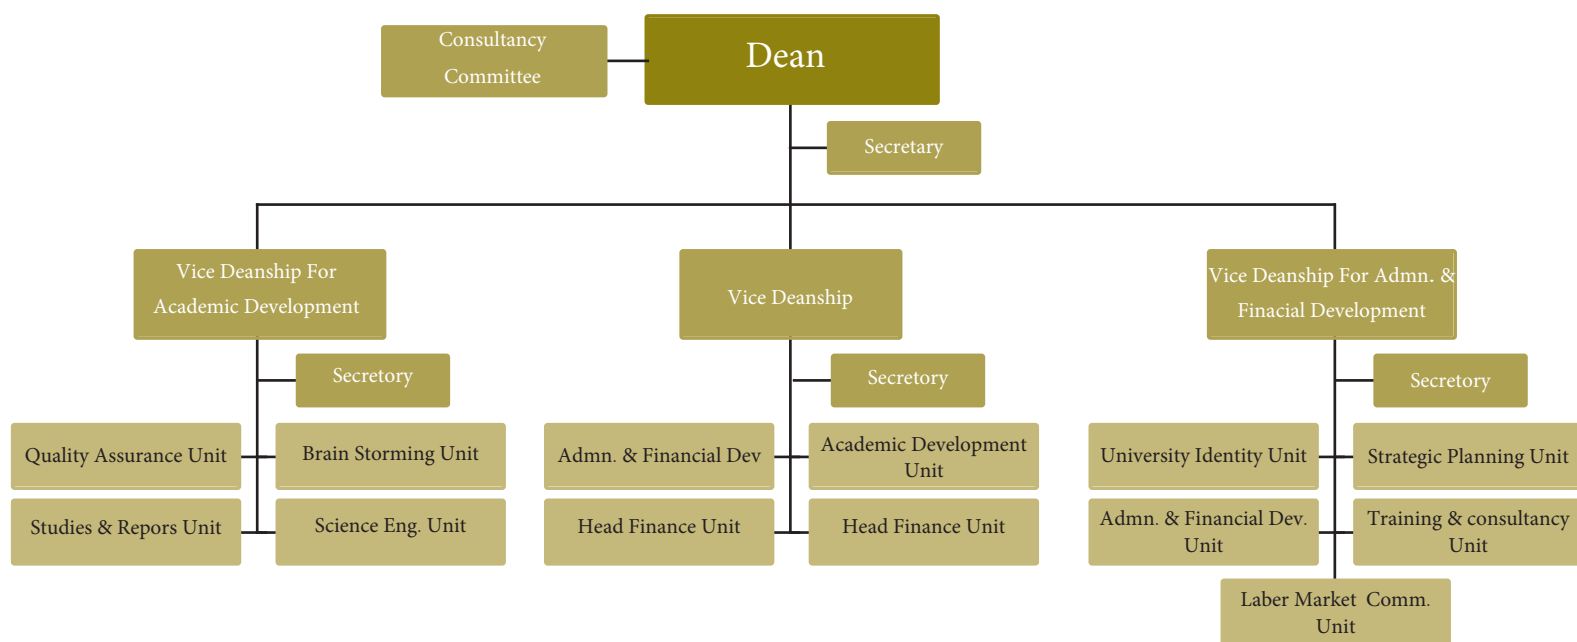 Consultancy
Committee
Dean
Secretary
Vice Deanship For
Academic Development
Vice Deanship
Vice Deanship For Admn. &
Finacial Development
Secretory
Secretory
Secretory
Quality Assurance Unit
Brain Storming Unit
Admn. & Financial Dev
Academic Development
Unit
University Identity Unit
Strategic Planning Unit
Studies & Repors Unit
Science Eng. Unit
Head Finance Unit
Head Finance Unit
Admn. & Financial Dev.
Unit
Training & consultancy
Unit
Laber Market Comm.
Unit